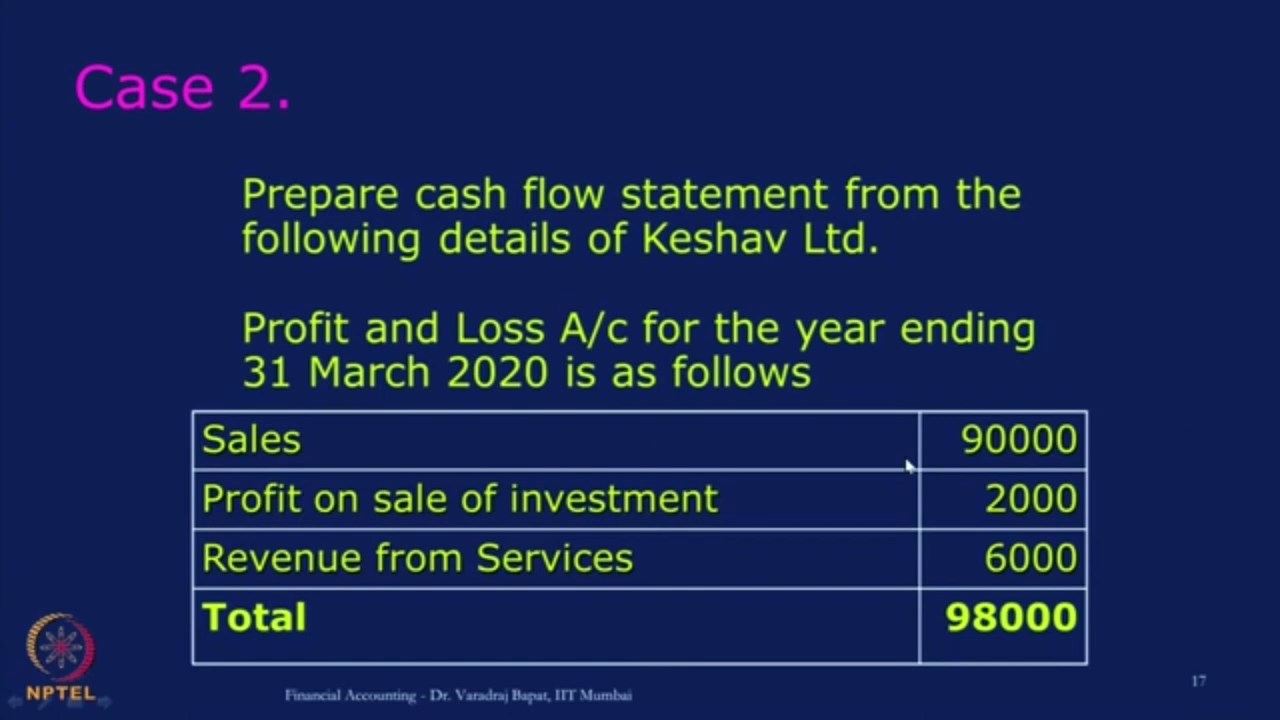 Case 2.
Prepare cash flow statement from the
following details of Keshav Ltd.
Profit and Loss A/c for the year ending
31 March 2020 is as follows
Sales 90000
Profit on sale of investment 2000
Revenue from Services 6000
Total 98000
NPTEL
Financial Accounting - Dr. Varadraj Bapat, IIT Mumbai
17